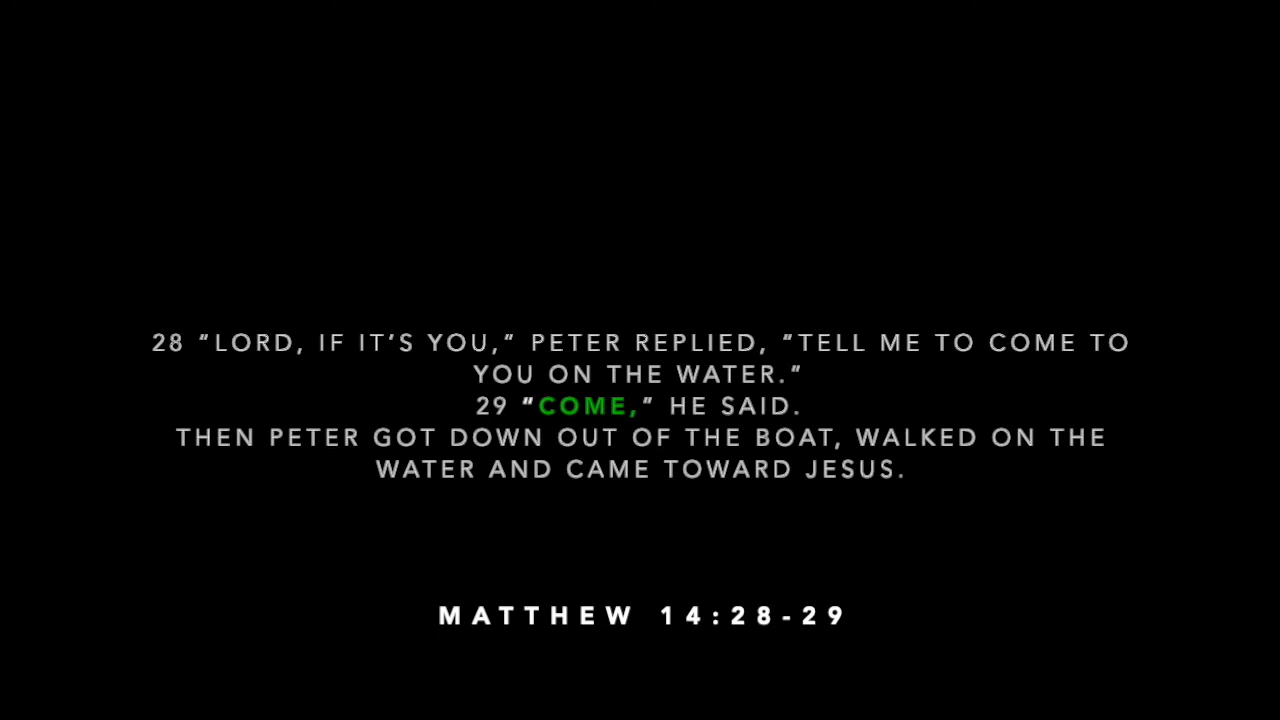 28 “LORD, IF IT’S YOU,” PETER REPLIED, “TELL ME TO COME TO
YOU ON THE WATER.”
29 “COME,” HE SAID.
THEN PETER GOT DOWN OUT OF THE BOAT, WALKED ON THE
WATER AND CAME TOWARD JESUS.
MATTHEW 14:28-29